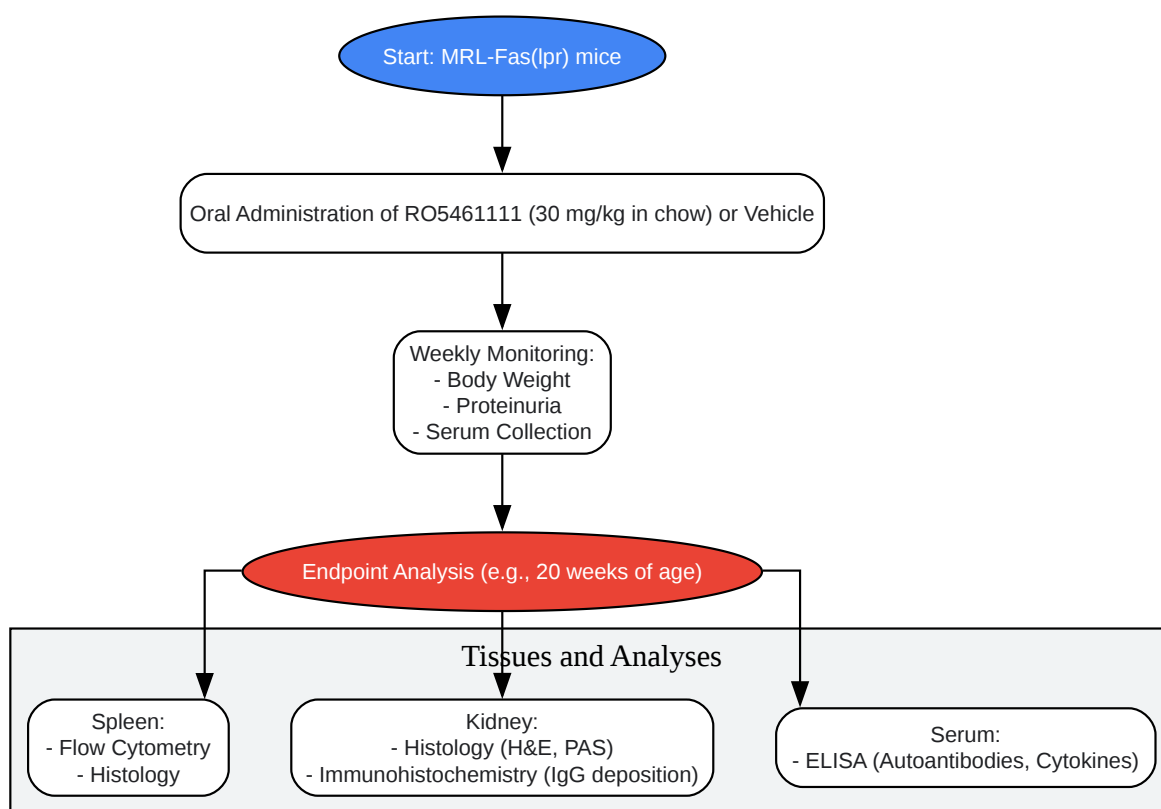 Start: MRL-Fas(lpr) mice
Oral Administration of RO5461111 (30 mg/kg in chow) or Vehicle
Weekly Monitoring:
- Body Weight
- Proteinuria
- Serum Collection
Endpoint Analysis (e.g., 20 weeks of age)
Tissues and Analyses
Spleen:
- Flow Cytometry
- Histology
Kidney:
- Histology (H&E, PAS)
- Immunohistochemistry (IgG deposition)
Serum:
- ELISA (Autoantibodies, Cytokines)